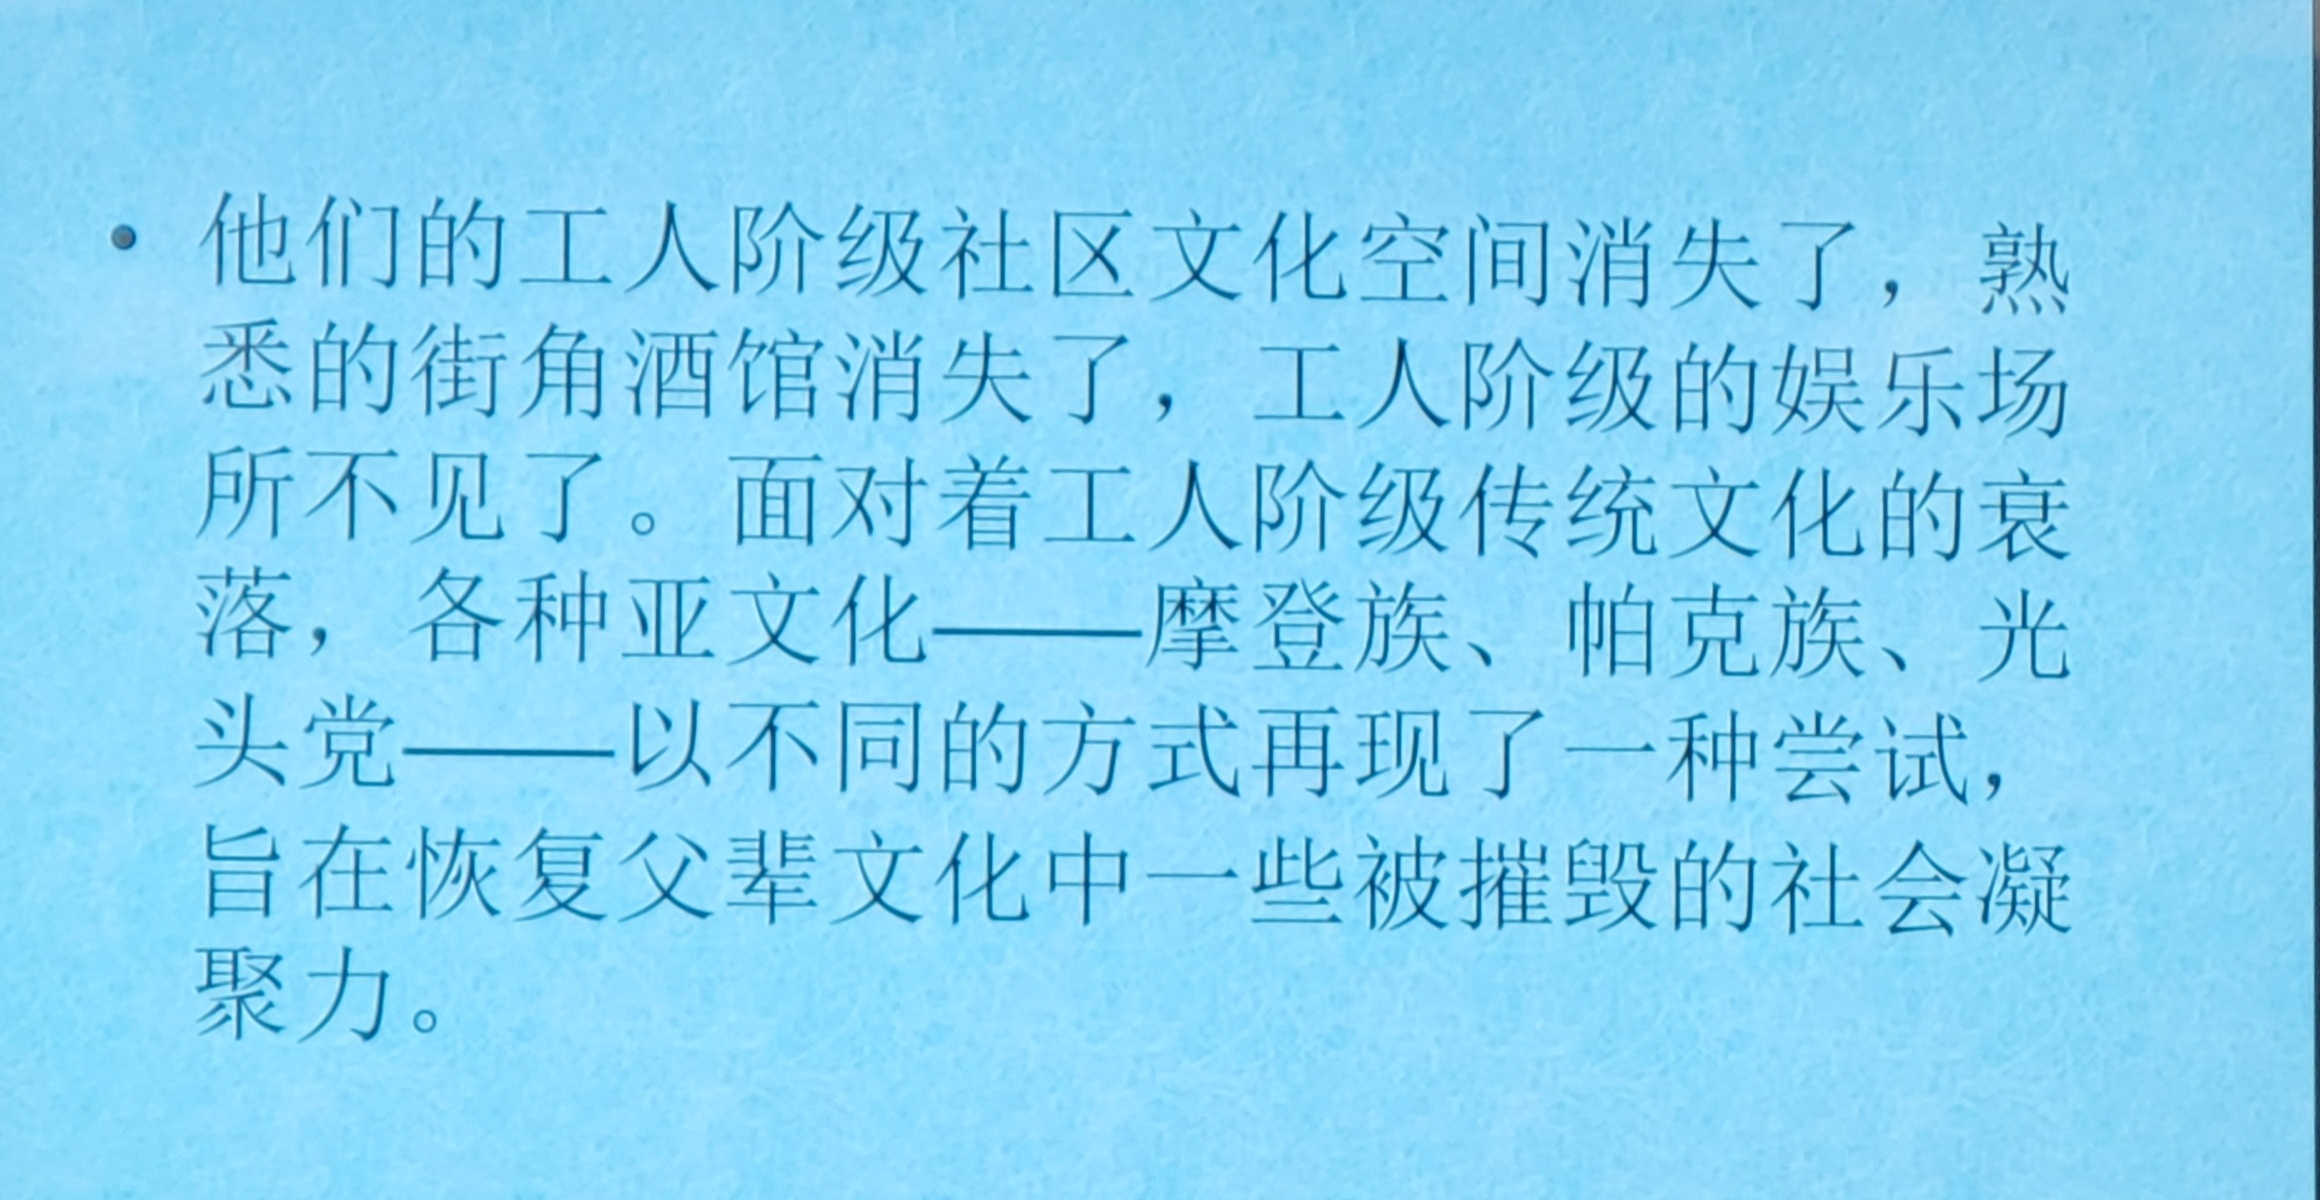 • 他们的工人阶级社区文化空间消失了，熟
悉的街角酒馆消失了，工人阶级的娱乐场
所不见了。面对着工人阶级传统文化的衰
落，各种亚文化——摩登族、帕克族、光
头党——以不同的方式再现了一种尝试，
旨在恢复父辈文化中一些被摧毁的社会凝
聚力。